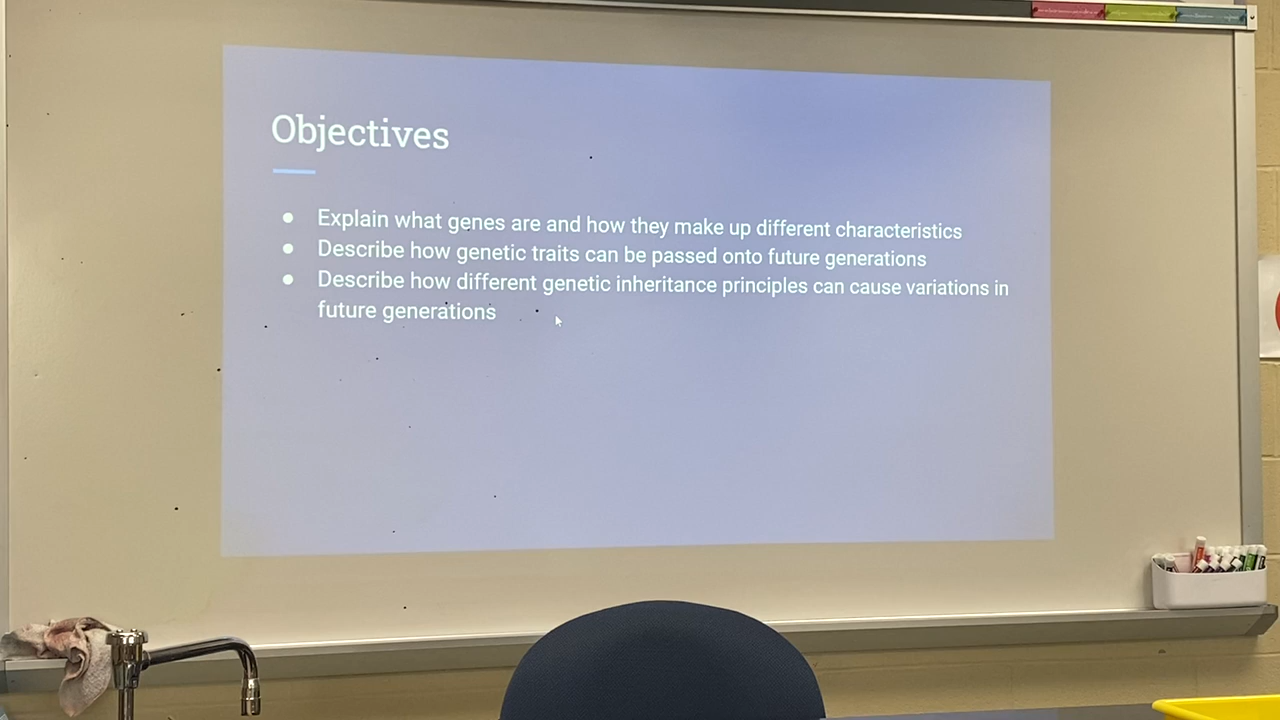 Objectives
● Explain what genes are and how they make up different characteristics
● Describe how genetic traits can be passed onto future generations
● Describe how different genetic inheritance principles can cause variations in
future generations